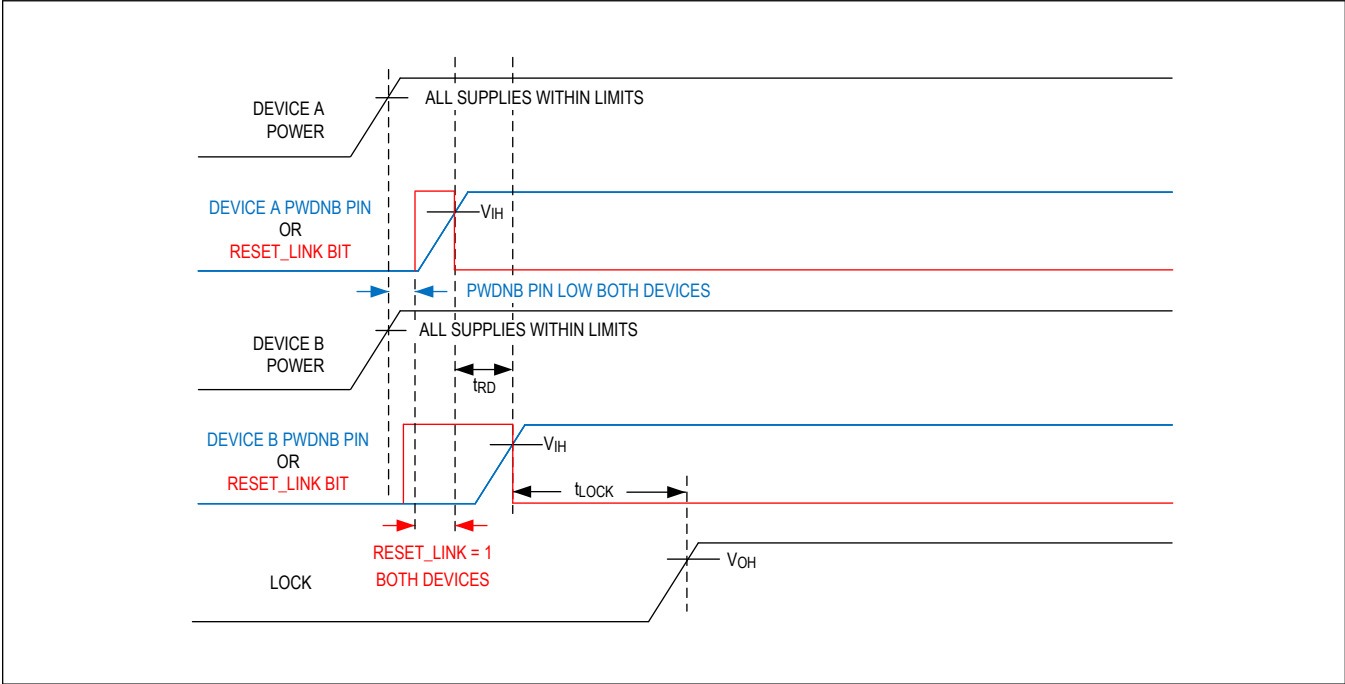 DEVICE A
POWER
ALL SUPPLIES WITHIN LIMITS
DEVICE A PWDNB PIN
OR
RESET_LINK BIT
VIH
PWDNB PIN LOW BOTH DEVICES
DEVICE B
POWER
ALL SUPPLIES WITHIN LIMITS
tRD
DEVICE B PWDNB PIN
OR
RESET_LINK BIT
VIH
tLOCK
RESET_LINK = 1
BOTH DEVICES
LOCK
VOH